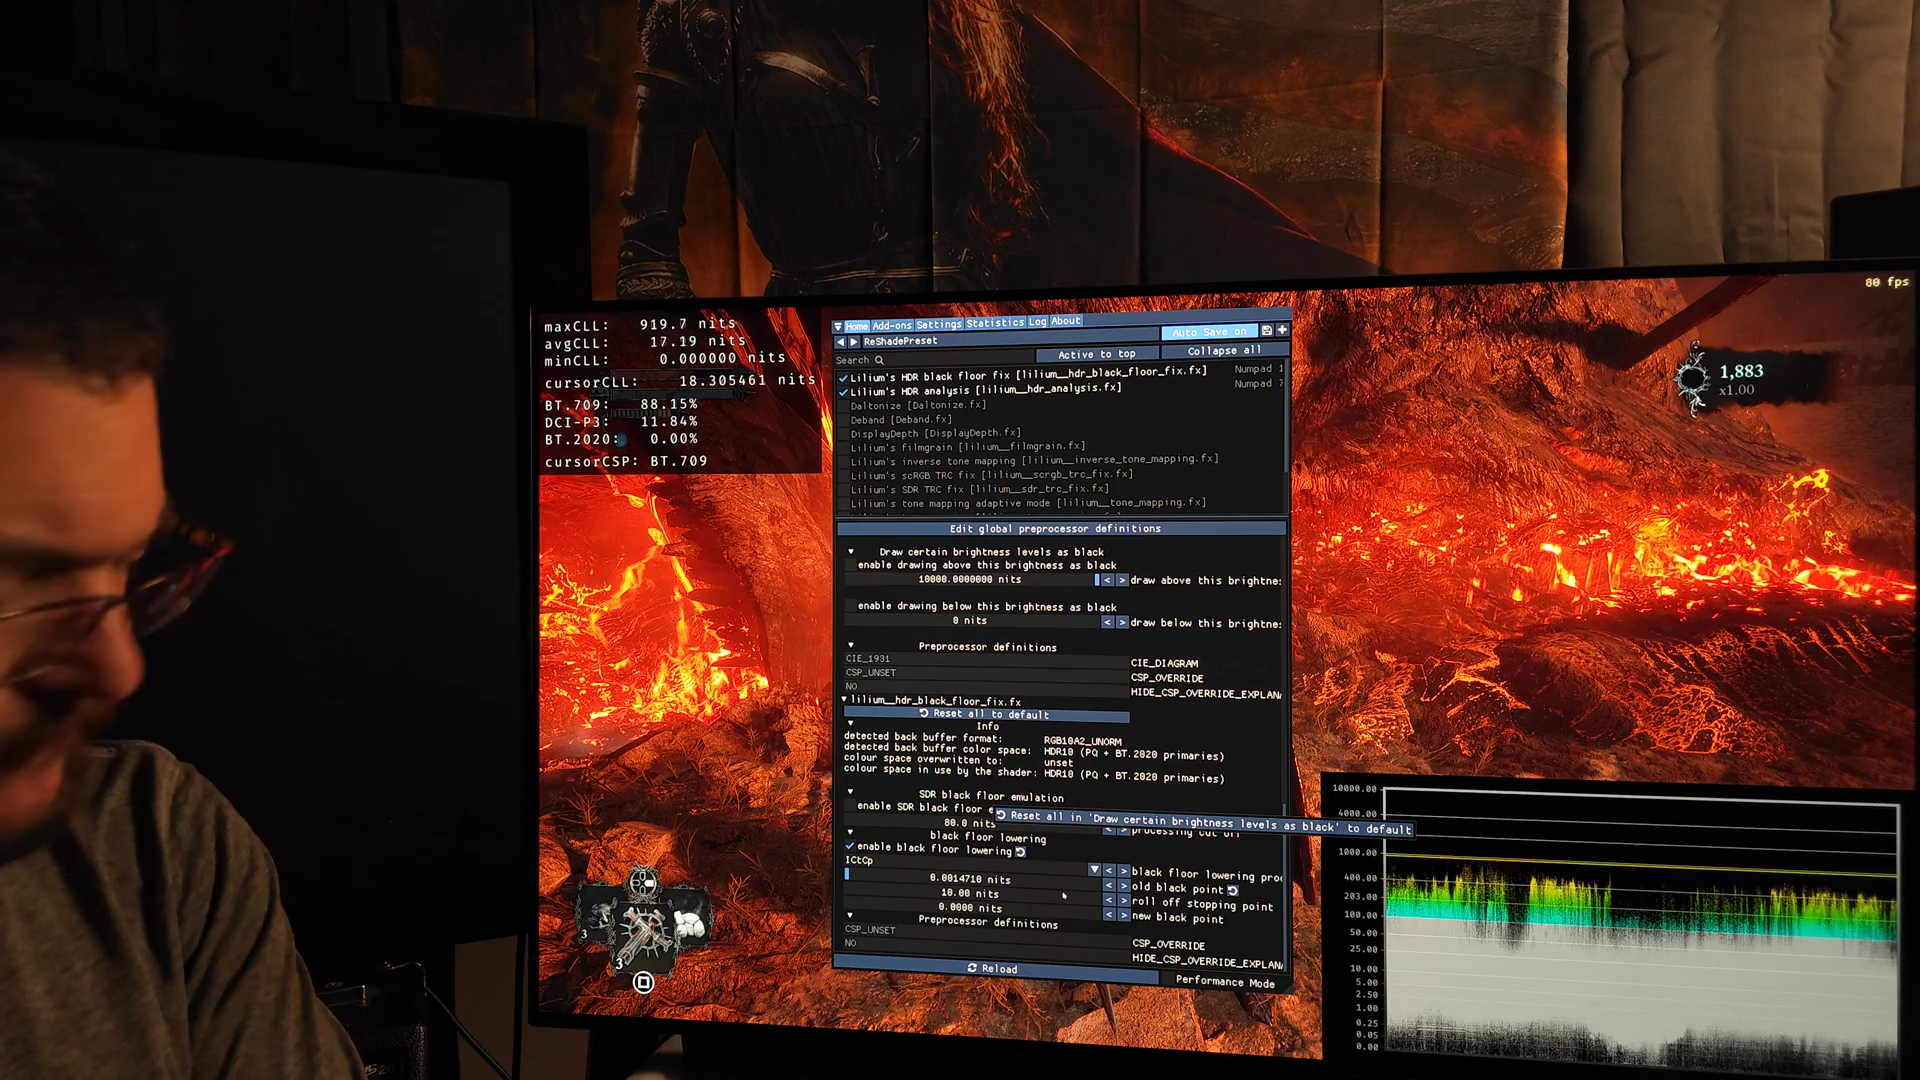 80 fps
maxCLL: 919.7 nits
avgCLL: 17.19 nits
minCLL: 0.000000 nits
cursorCLL: 18.305461 nits
BT.709: 88.15%
DCI-P3: 11.84%
BT.2020: 0.00%
cursorCSP: BT.709
Home Add-ons Settings Statistics Log About
ReShadePreset
Auto Save on
Search
Active to top
Collapse all
Lilium's HDR black floor fix [lilium__hdr_black_floor_fix.fx] Numpad 1
Lilium's HDR analysis [lilium__hdr_analysis.fx] Numpad 7
Daltonize [Daltonize.fx]
Deband [Deband.fx]
DisplayDepth [DisplayDepth.fx]
Lilium's filmgrain [lilium__filmgrain.fx]
Lilium's inverse tone mapping [lilium__inverse_tone_mapping.fx]
Lilium's scRGB TRC fix [lilium__scrgb_trc_fix.fx]
Lilium's SDR TRC fix [lilium__sdr_trc_fix.fx]
Lilium's tone mapping adaptive mode [lilium__tone_mapping.fx]
Edit global preprocessor definitions
Draw certain brightness levels as black
enable drawing above this brightness as black
10000.0000000 nits < > draw above this brightnes
enable drawing below this brightness as black
0 nits < > draw below this brightnes
Preprocessor definitions
CIE_1931 CIE_DIAGRAM
CSP_UNSET CSP_OVERRIDE
NO HIDE_CSP_OVERRIDE_EXPLANA
lilium__hdr_black_floor_fix.fx
Reset all to default
Info
detected back buffer format: RGB10A2_UNORM
detected back buffer color space: HDR10 (PQ + BT.2020 primaries)
colour space overwritten to: unset
colour space in use by the shader: HDR10 (PQ + BT.2020 primaries)
SDR black floor emulation
enable SDR black floor e
Reset all in 'Draw certain brightness levels as black' to default
80.0 nits < > processing cut off
black floor lowering
enable black floor lowering
ICtCp < > black floor lowering proc
0.0014710 nits < > old black point
10.00 nits < > roll off stopping point
0.0000 nits < > new black point
Preprocessor definitions
CSP_UNSET CSP_OVERRIDE
NO HIDE_CSP_OVERRIDE_EXPLANA
Reload
Performance Mode
1,883
x1.00
3
3
10000.00
4000.00
1000.00
400.00
203.00
100.00
50.00
25.00
10.00
5.00
2.50
1.00
0.25
0.05
0.00